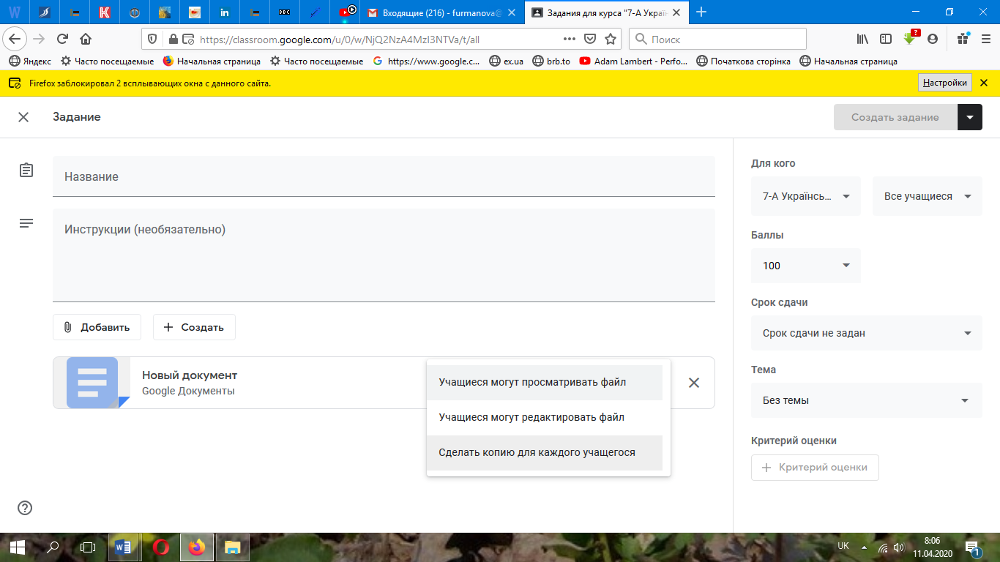 Входящие (216) - furmanova@
Задания для курса "7-А Україн
https://classroom.google.com/u/0/w/NjQ2NzA4MzI3NTVa/t/all
Поиск
Яндекс
Часто посещаемые
Начальная страница
Часто посещаемые
https://www.google.c...
ex.ua
brb.to
Adam Lambert - Perfo...
Початкова сторінка
Начальная страница
Firefox заблокировал 2 всплывающих окна с данного сайта.
Настройки
Задание
Создать задание
Название
Инструкции (необязательно)
Добавить
Создать
Новый документ
Google Документы
Учащиеся могут просматривать файл
Учащиеся могут редактировать файл
Сделать копию для каждого учащегося
Для кого
7-А Українсь...
Все учащиеся
Баллы
100
Срок сдачи
Срок сдачи не задан
Тема
Без темы
Критерий оценки
Критерий оценки
UK
8:06
11.04.2020
1